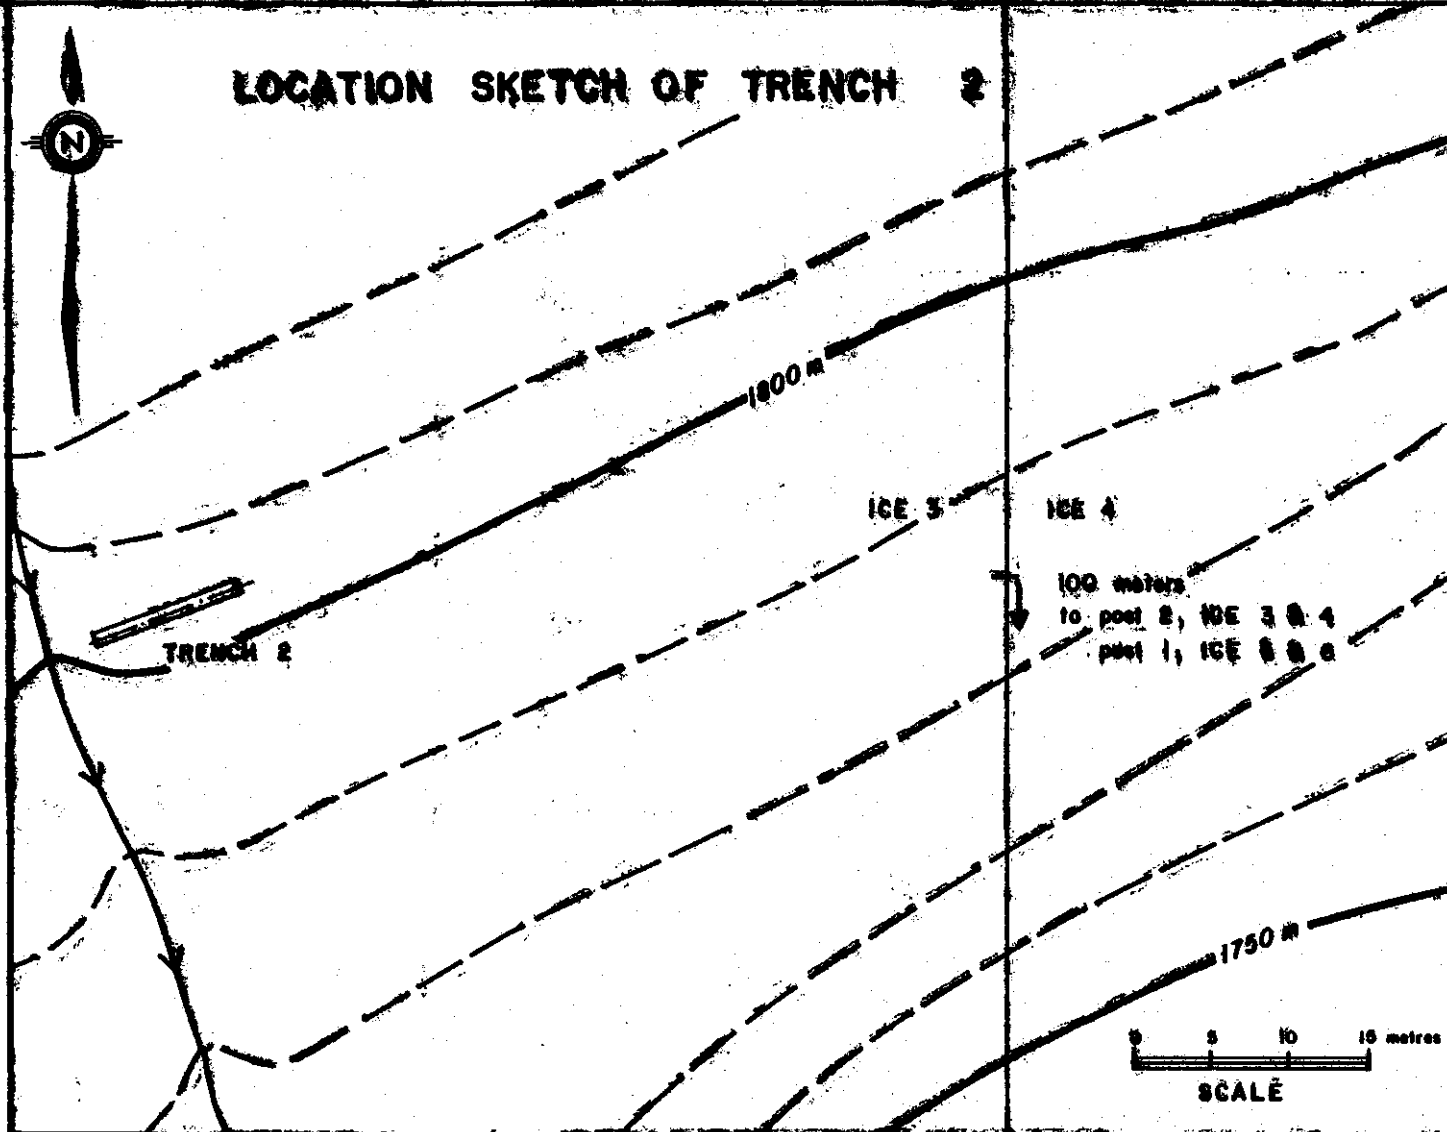 LOCATION SKETCH OF TRENCH 2
N
1800 m
ICE 3
ICE 4
100 meters
to post 2, ICE 3 & 4
post 1, ICE
TRENCH 2
1750 m
0 5 10 15 metres
SCALE